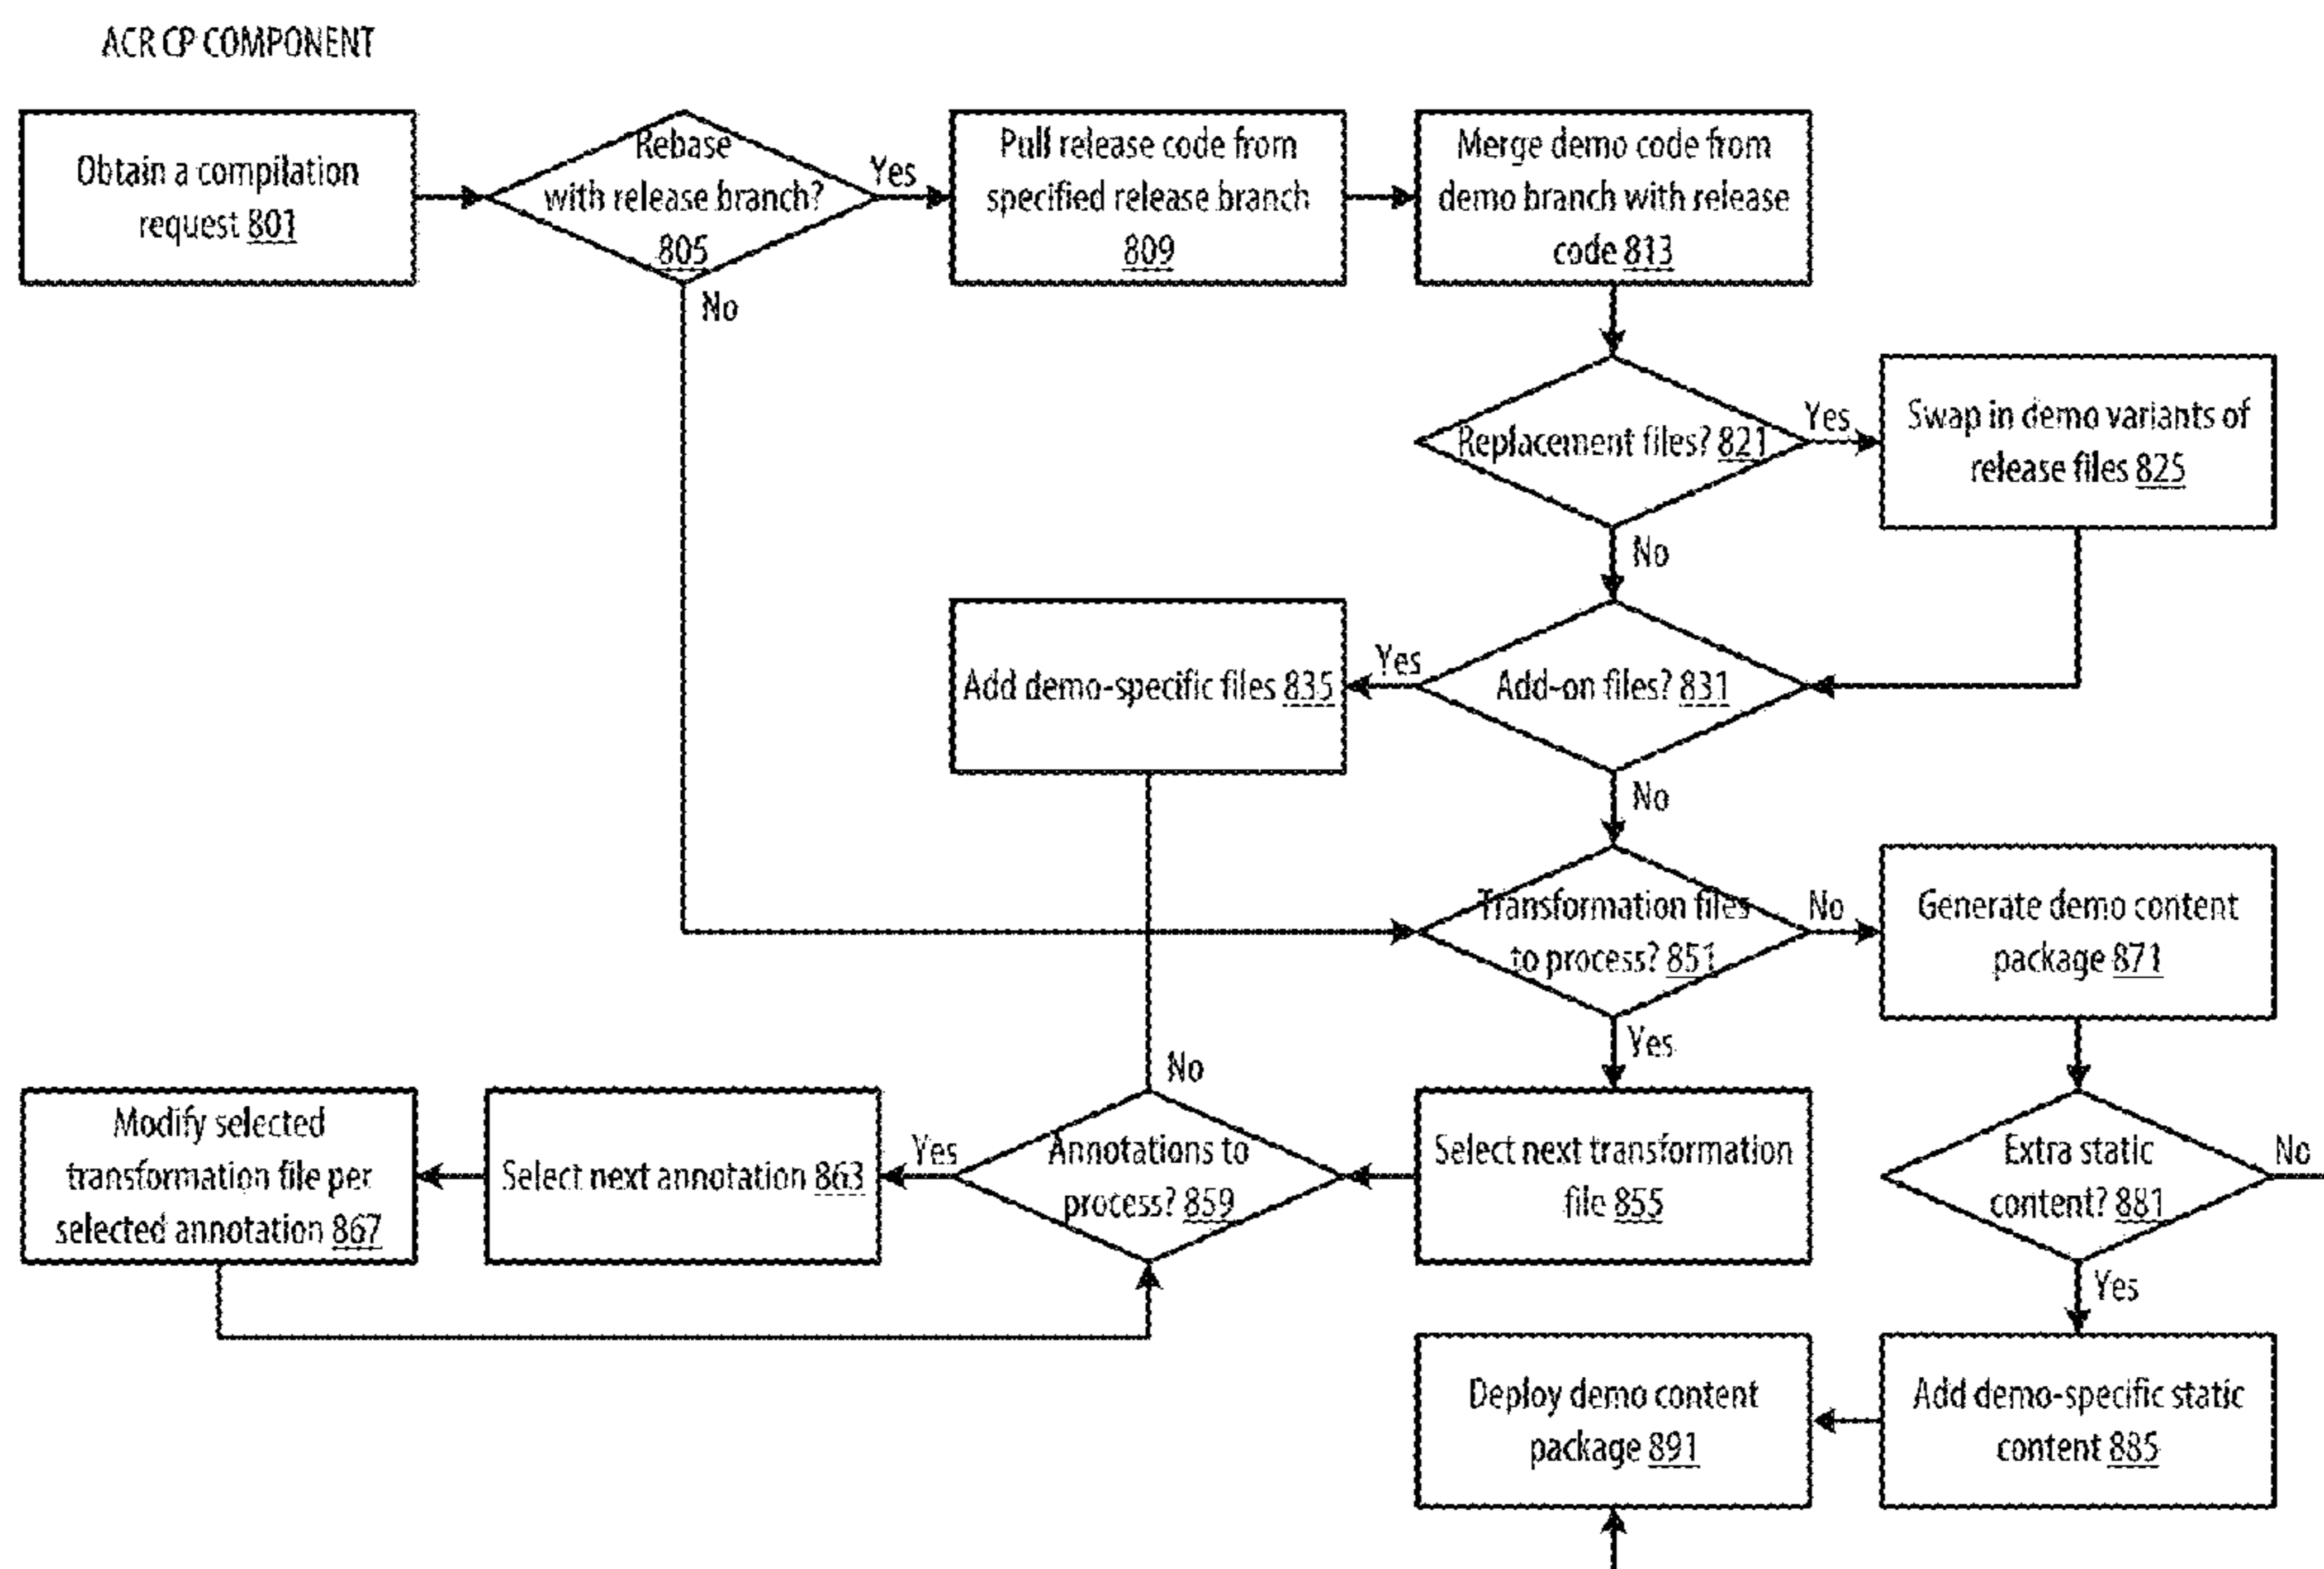 ACR CP COMPONENT
Obtain a compilation
request 801
Rebase
with release branch?
805
Yes
No
Pull release code from
specified release branch
809
Merge demo code from
demo branch with release
code 813
Replacement files? 821
Yes
No
Swap in demo variants of
release files 825
Add demo-specific files 835
Yes
Add-on files? 831
No
Transformation files
to process? 851
No
Yes
Generate demo content
package 871
Modify selected
transformation file per
selected annotation 867
Select next annotation 863
Yes
No
Annotations to
process? 859
Select next transformation
file 855
Extra static
content? 881
No
Yes
Deploy demo content
package 891
Add demo-specific static
content 885